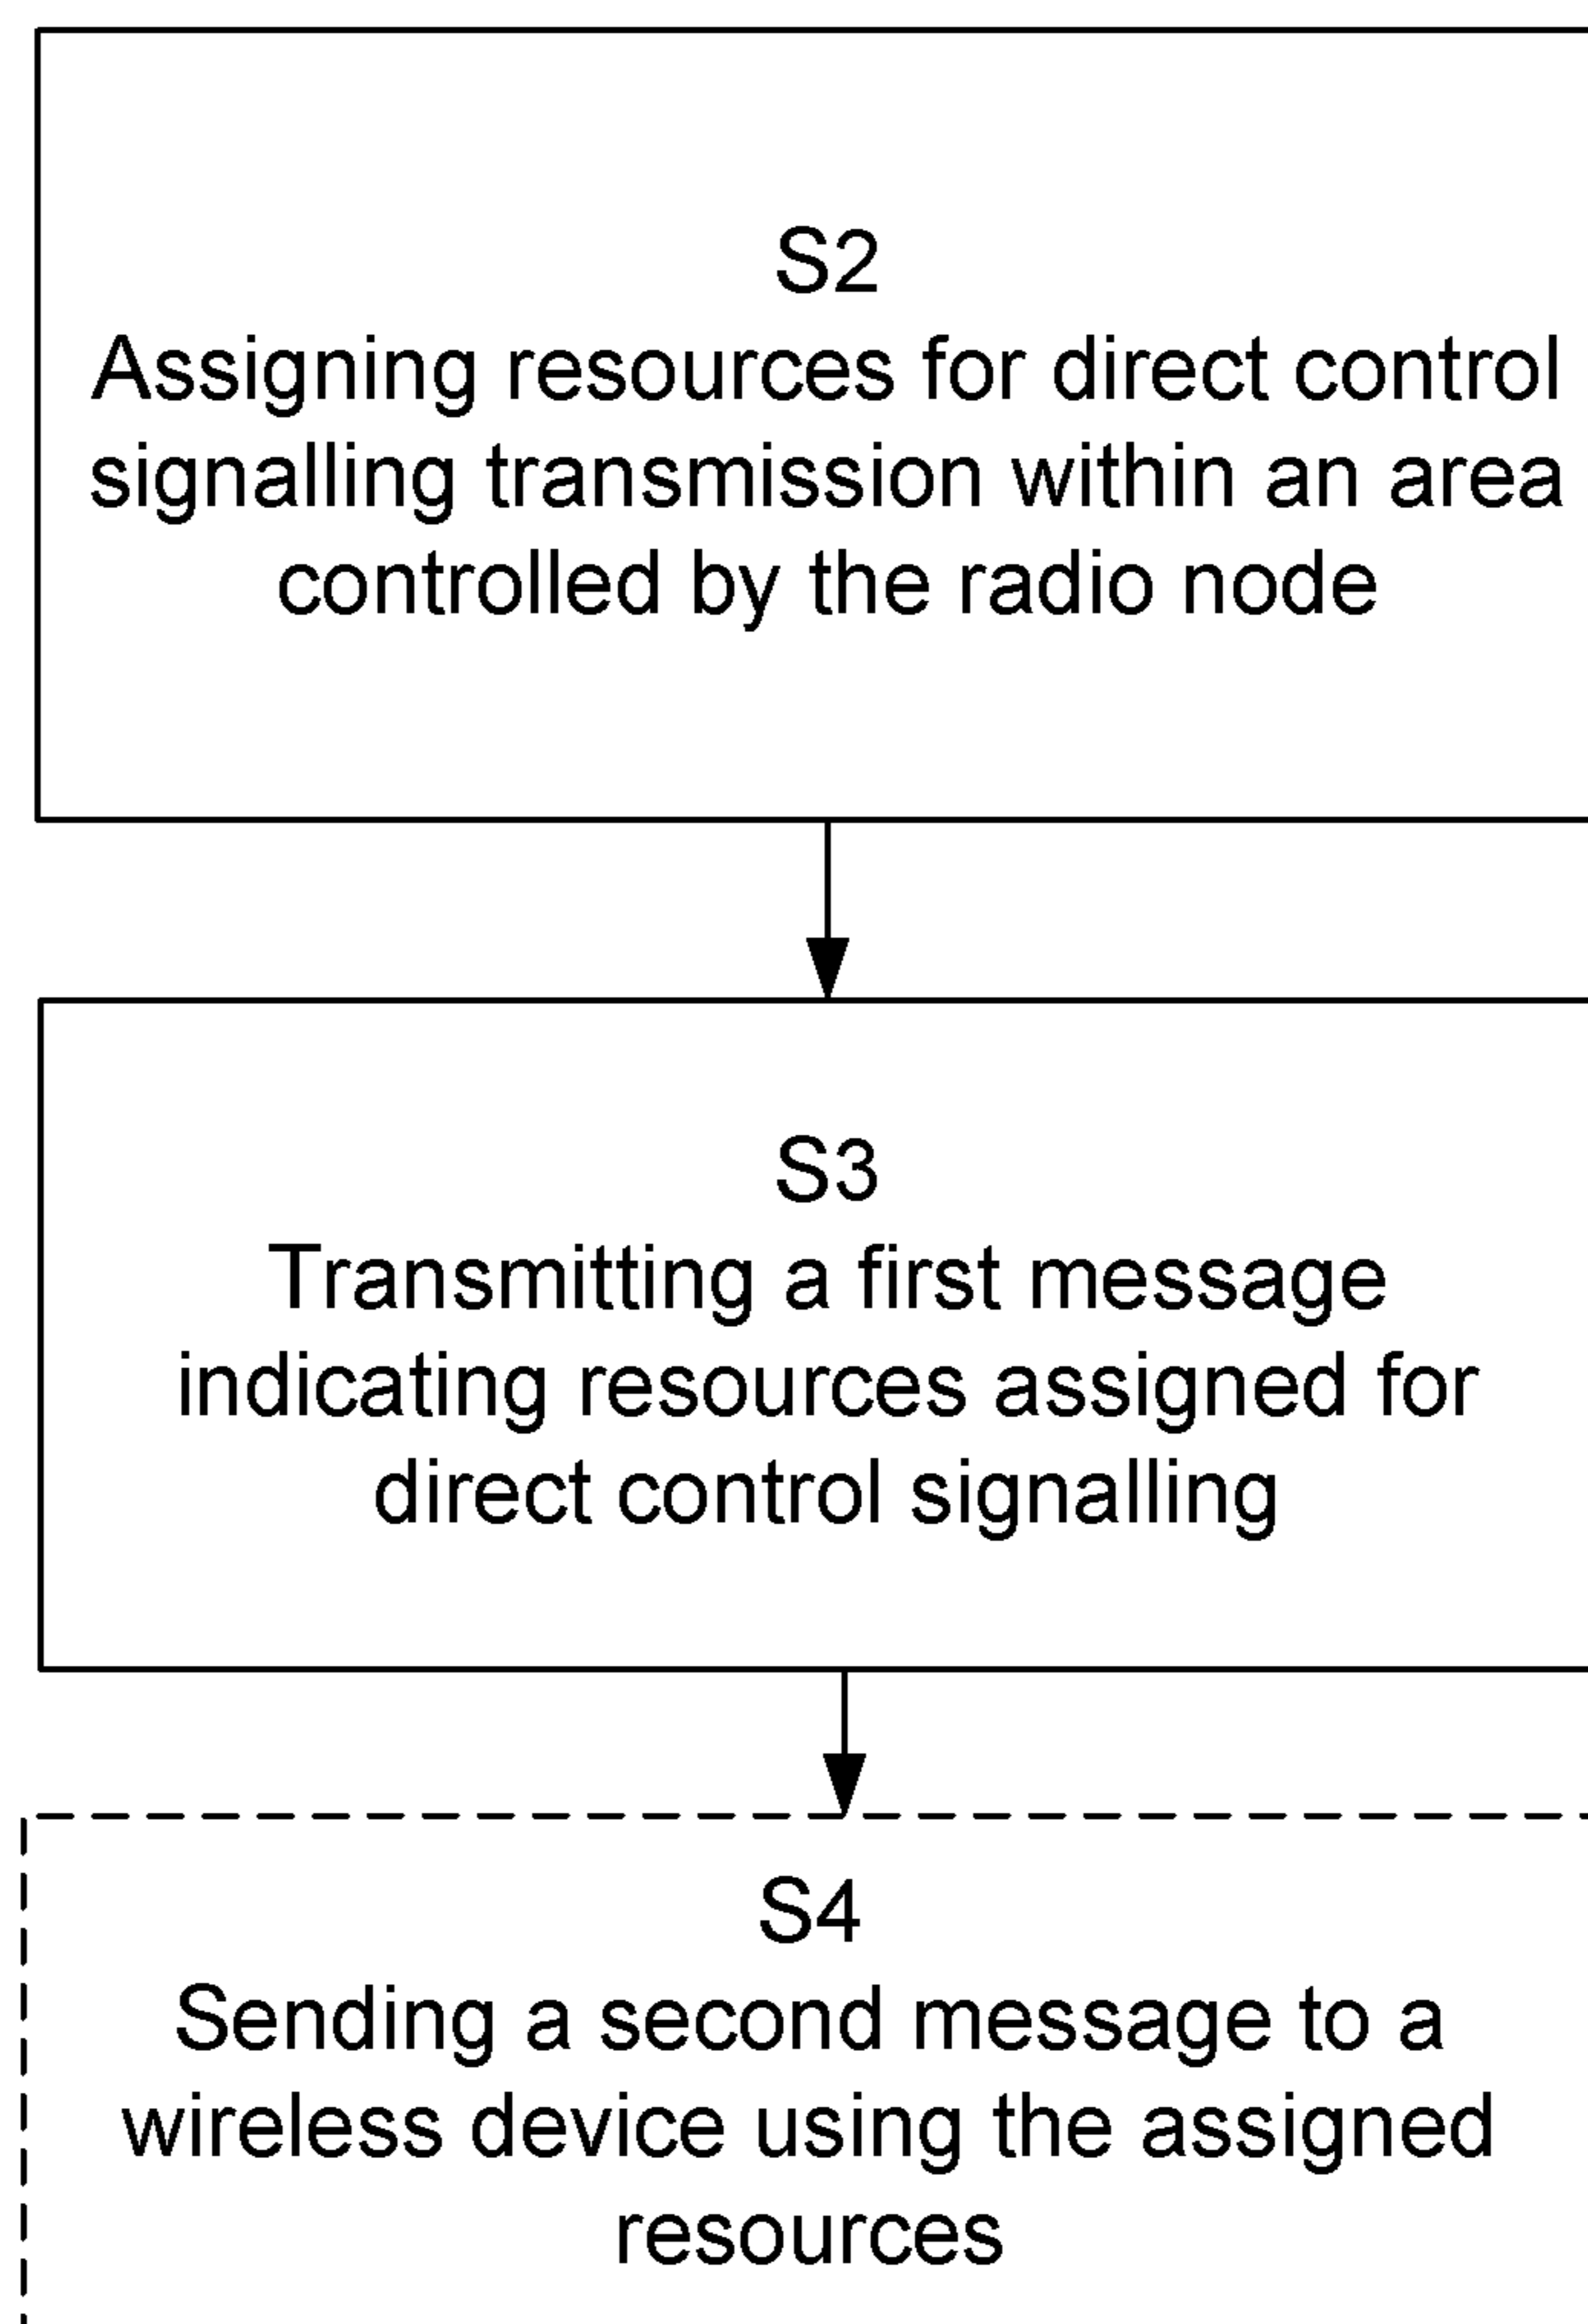 S2
Assigning resources for direct control
signalling transmission within an area
controlled by the radio node
S3
Transmitting a first message
indicating resources assigned for
direct control signalling
S4
Sending a second message to a
wireless device using the assigned
resources